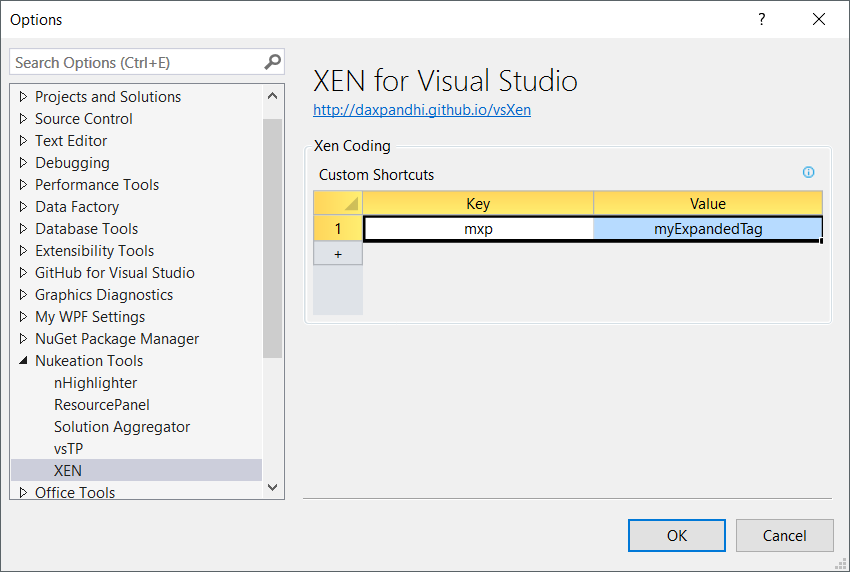 Options
?
Search Options (Ctrl+E)
Projects and Solutions
Source Control
Text Editor
Debugging
Performance Tools
Data Factory
Database Tools
Extensibility Tools
GitHub for Visual Studio
Graphics Diagnostics
My WPF Settings
NuGet Package Manager
Nukeation Tools
nHighlighter
ResourcePanel
Solution Aggregator
vsTP
XEN
Office Tools
XEN for Visual Studio
http://daxpandhi.github.io/vsXen
Xen Coding
Custom Shortcuts
Key Value
1 mxp myExpandedTag
+
OK Cancel